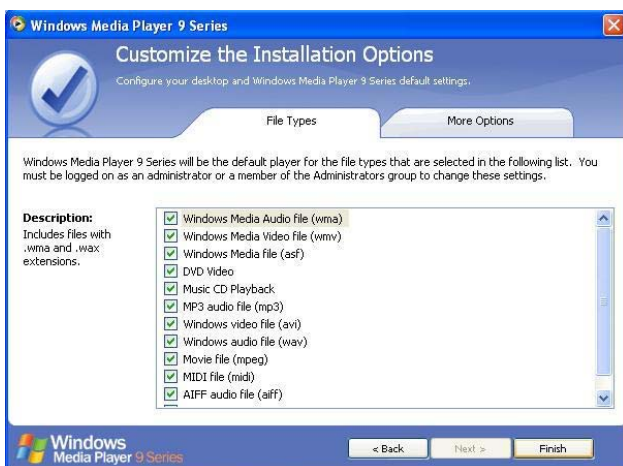 Windows Media Player 9 Series
Customize the Installation Options
Configure your desktop and Windows Media Player 9 Series default settings.
File Types
More Options
Windows Media Player 9 Series will be the default player for the file types that are selected in the following list. You
must be logged on as an administrator or a member of the Administrators group to change these settings.
Description:
Includes files with
.wma and .wax
extensions.
Windows Media Audio file (wma)
Windows Media Video file (wmv)
Windows Media file (asf)
DVD Video
Music CD Playback
MP3 audio file (mp3)
Windows video file (avi)
Windows audio file (wav)
Movie file (mpeg)
MIDI file (midi)
AIFF audio file (aiff)
Windows
Media Player 9 Series
< Back
Next >
Finish